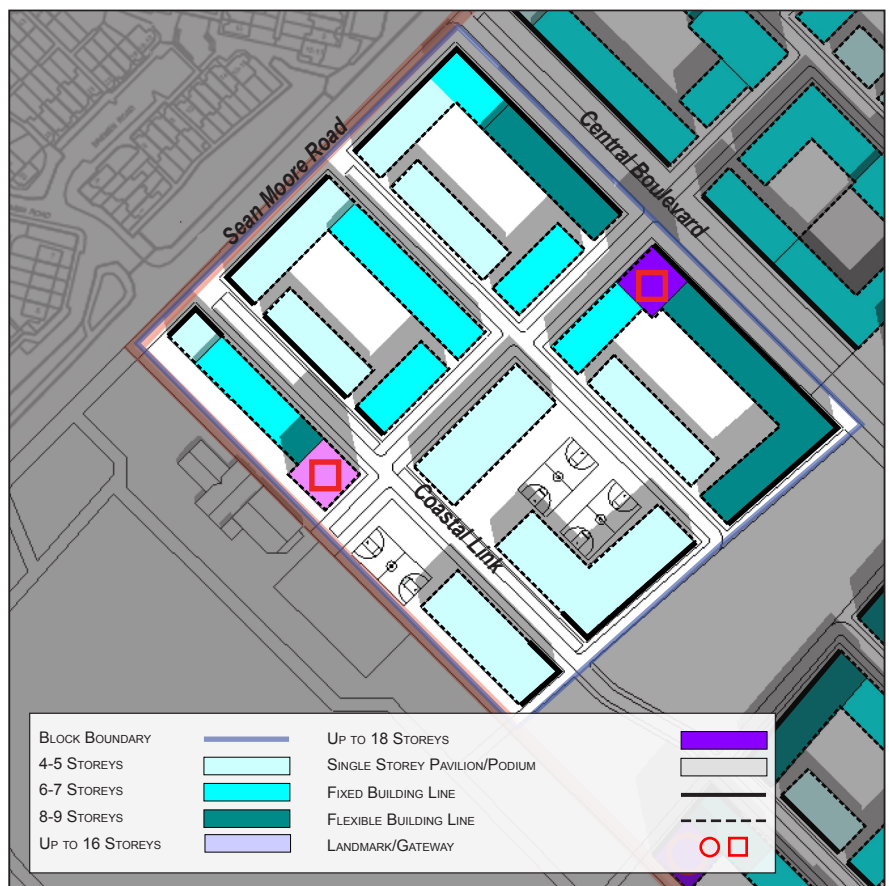 Sean Moore Road
Central Boulevard
Coastal Link
Block Boundary
4-5 Storeys
6-7 Storeys
8-9 Storeys
Up to 16 Storeys
Up to 18 Storeys
Single Storey Pavilion/Podium
Fixed Building Line
Flexible Building Line
Landmark/Gateway